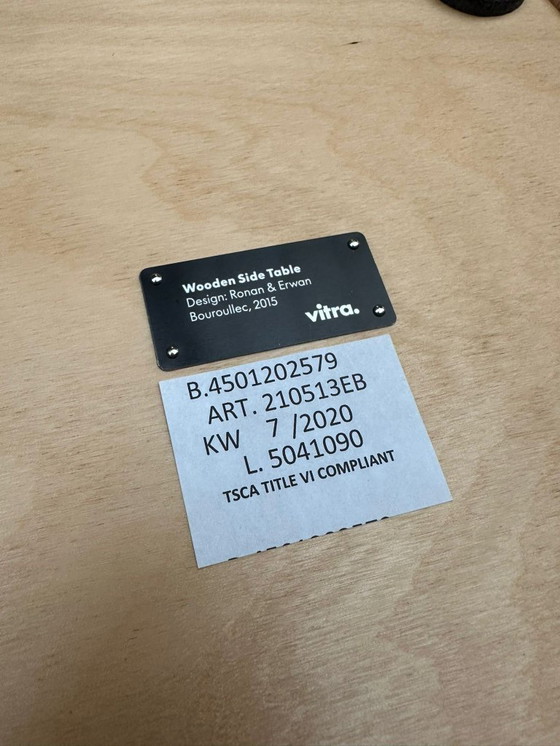 Wooden Side Table
Design: Ronan & Erwan
Bouroullec, 2015
vitra.
B.4501202579
ART. 210513EB
KW 7 /2020
L. 5041090
TSCA TITLE VI COMPLIANT